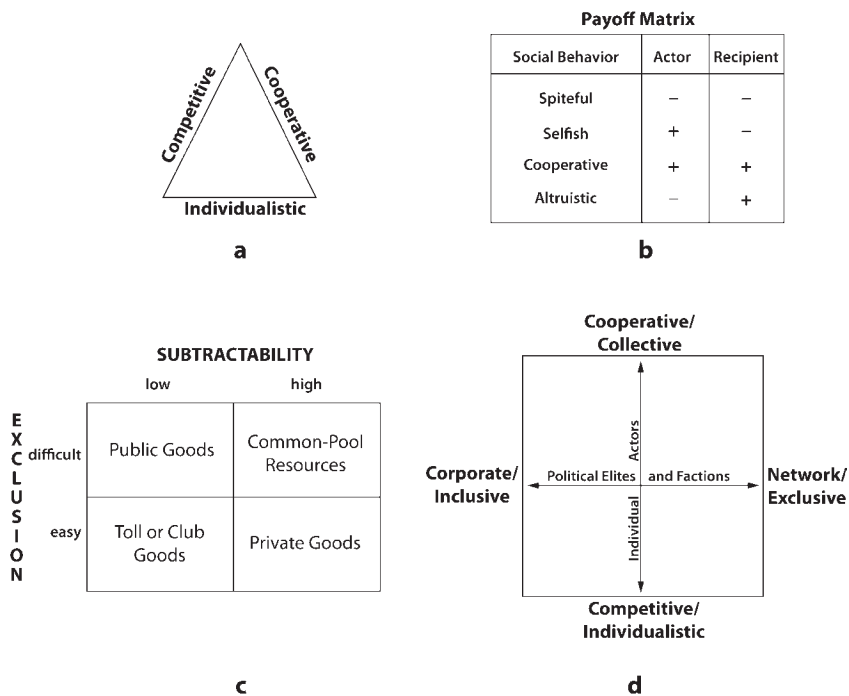 Competitive
Cooperative
Individualistic
a
Payoff Matrix
Social Behavior Actor Recipient
Spiteful − −
Selfish + −
Cooperative + +
Altruistic − +
b
SUBTRACTABILITY
low high
EXCLUSION
difficult
Public Goods
Common-Pool
Resources
easy
Toll or Club
Goods
Private Goods
c
Cooperative/
Collective
Corporate/
Inclusive
Political Elites and Factions
Individual Actors
Network/
Exclusive
Competitive/
Individualistic
d